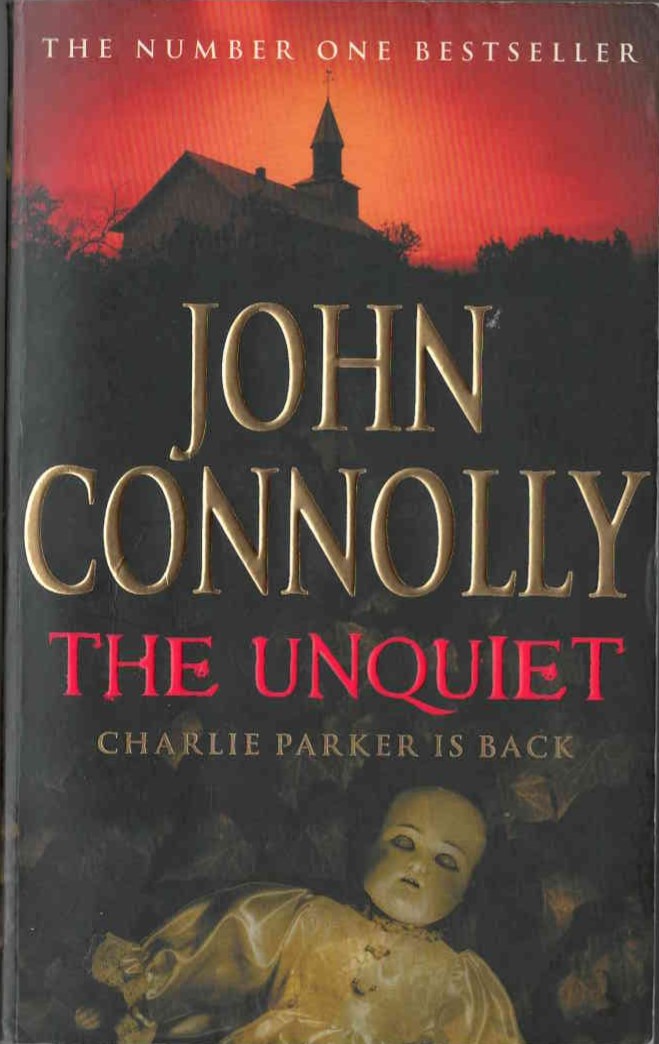 THE NUMBER ONE BESTSELLER
JOHN
CONNOLLY
THE UNQUIET
CHARLIE PARKER IS BACK